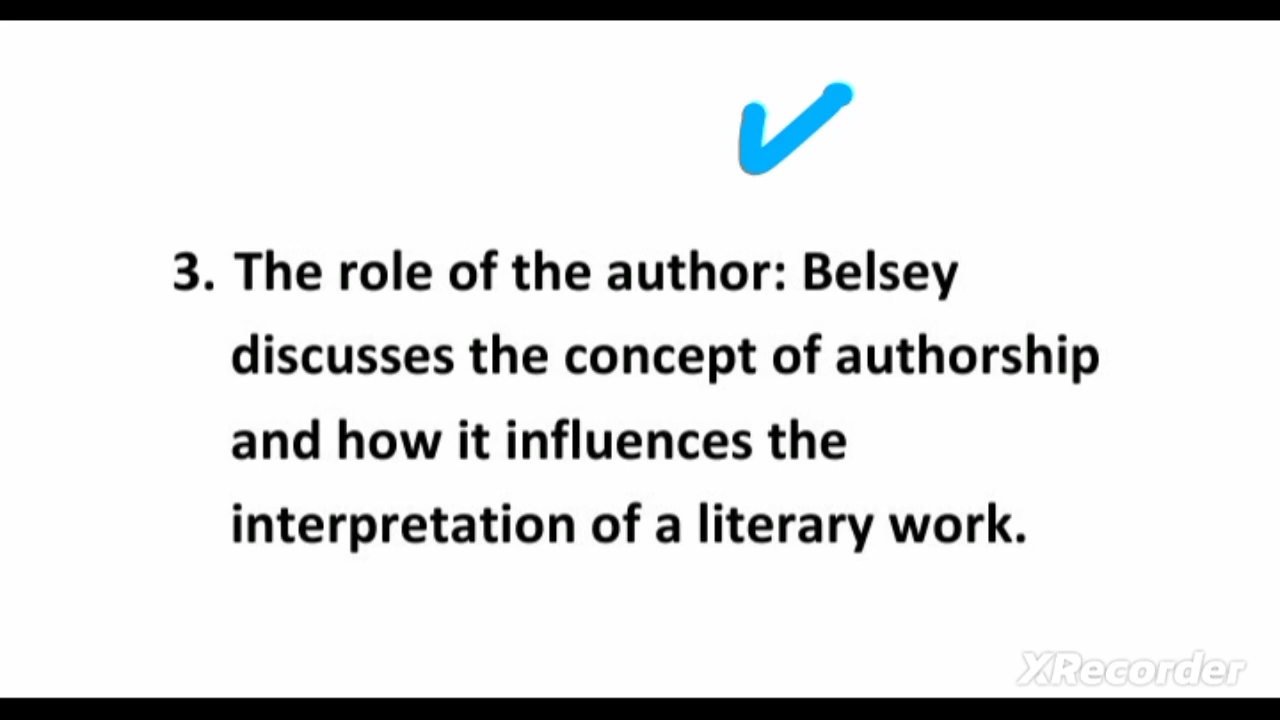 3. The role of the author: Belsey
discusses the concept of authorship
and how it influences the
interpretation of a literary work.
XRecorder